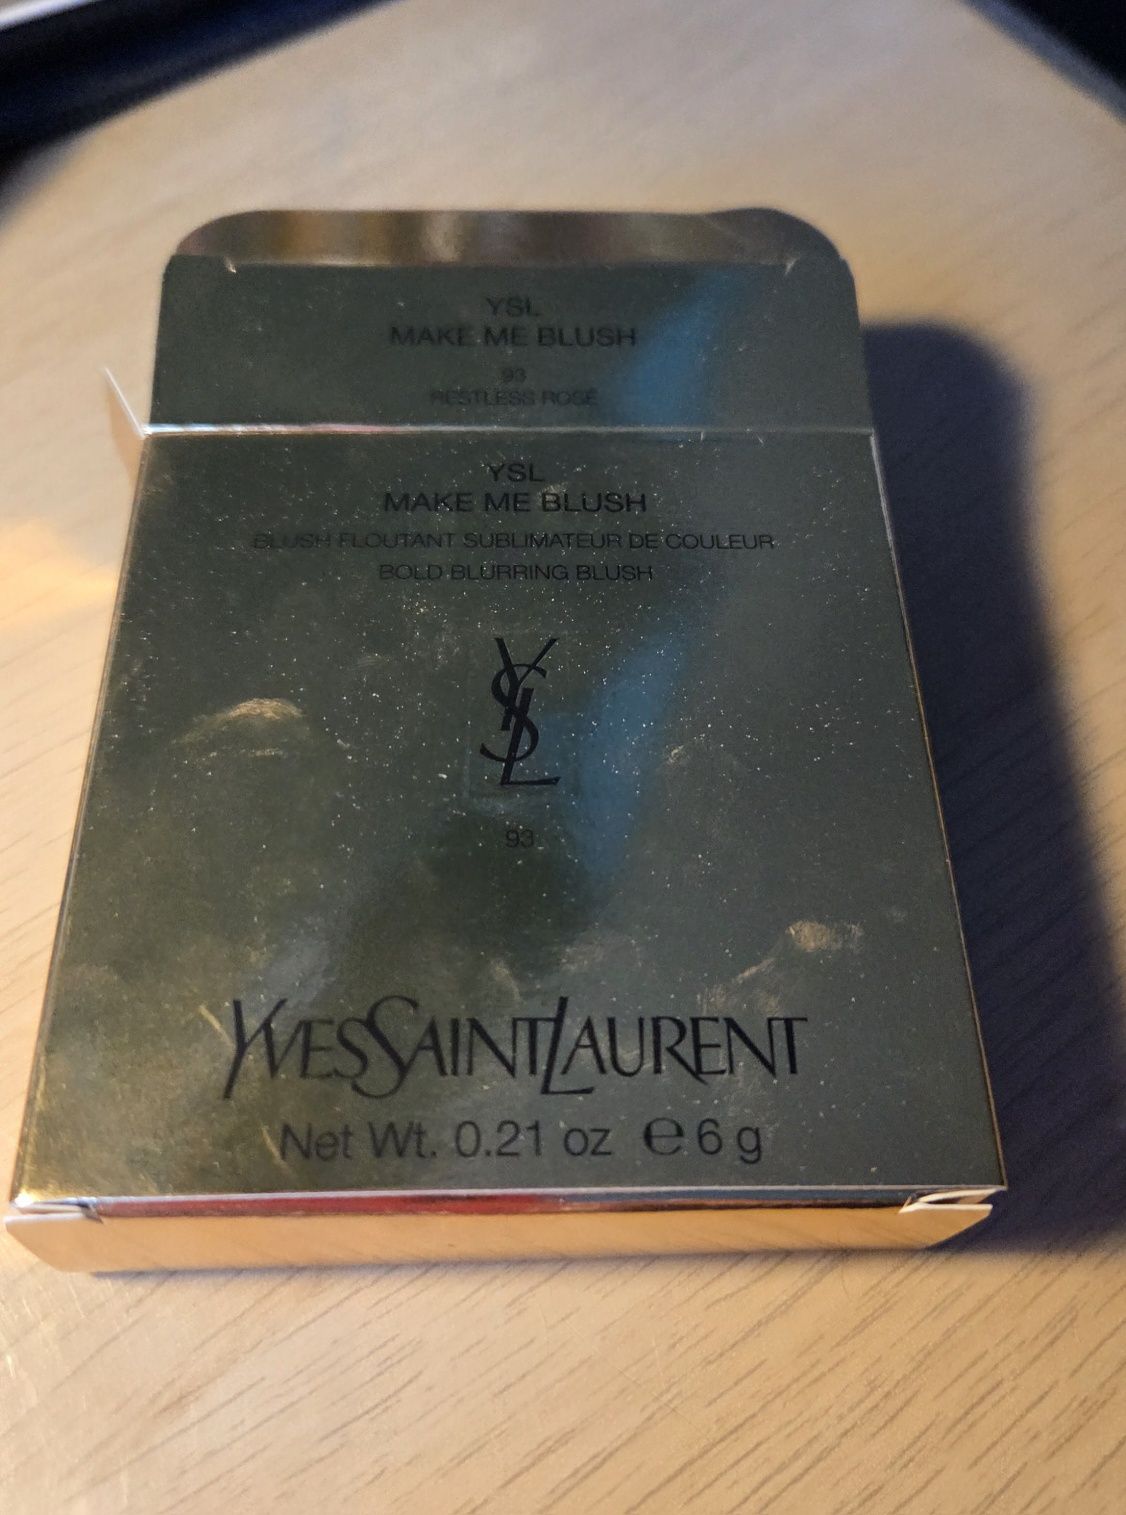 YSL
MAKE ME BLUSH
93
RESTLESS ROSÉ
YSL
MAKE ME BLUSH
BLUSH FLOUTANT SUBLIMATEUR DE COULEUR
BOLD BLURRING BLUSH
YSL
93
YVESSAINTLAURENT
Net Wt. 0.21 oz ℮ 6 g